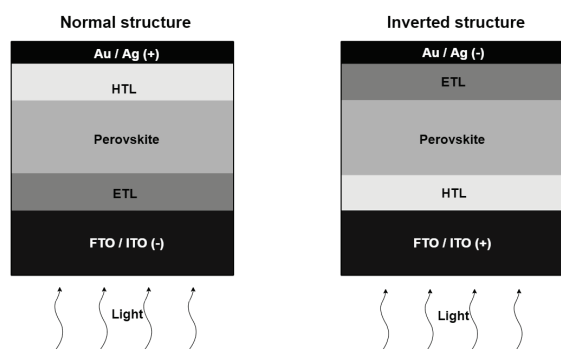 Normal structure
Au / Ag (+)
HTL
Perovskite
ETL
FTO / ITO (-)
Light
Inverted structure
Au / Ag (-)
ETL
Perovskite
HTL
FTO / ITO (+)
Light